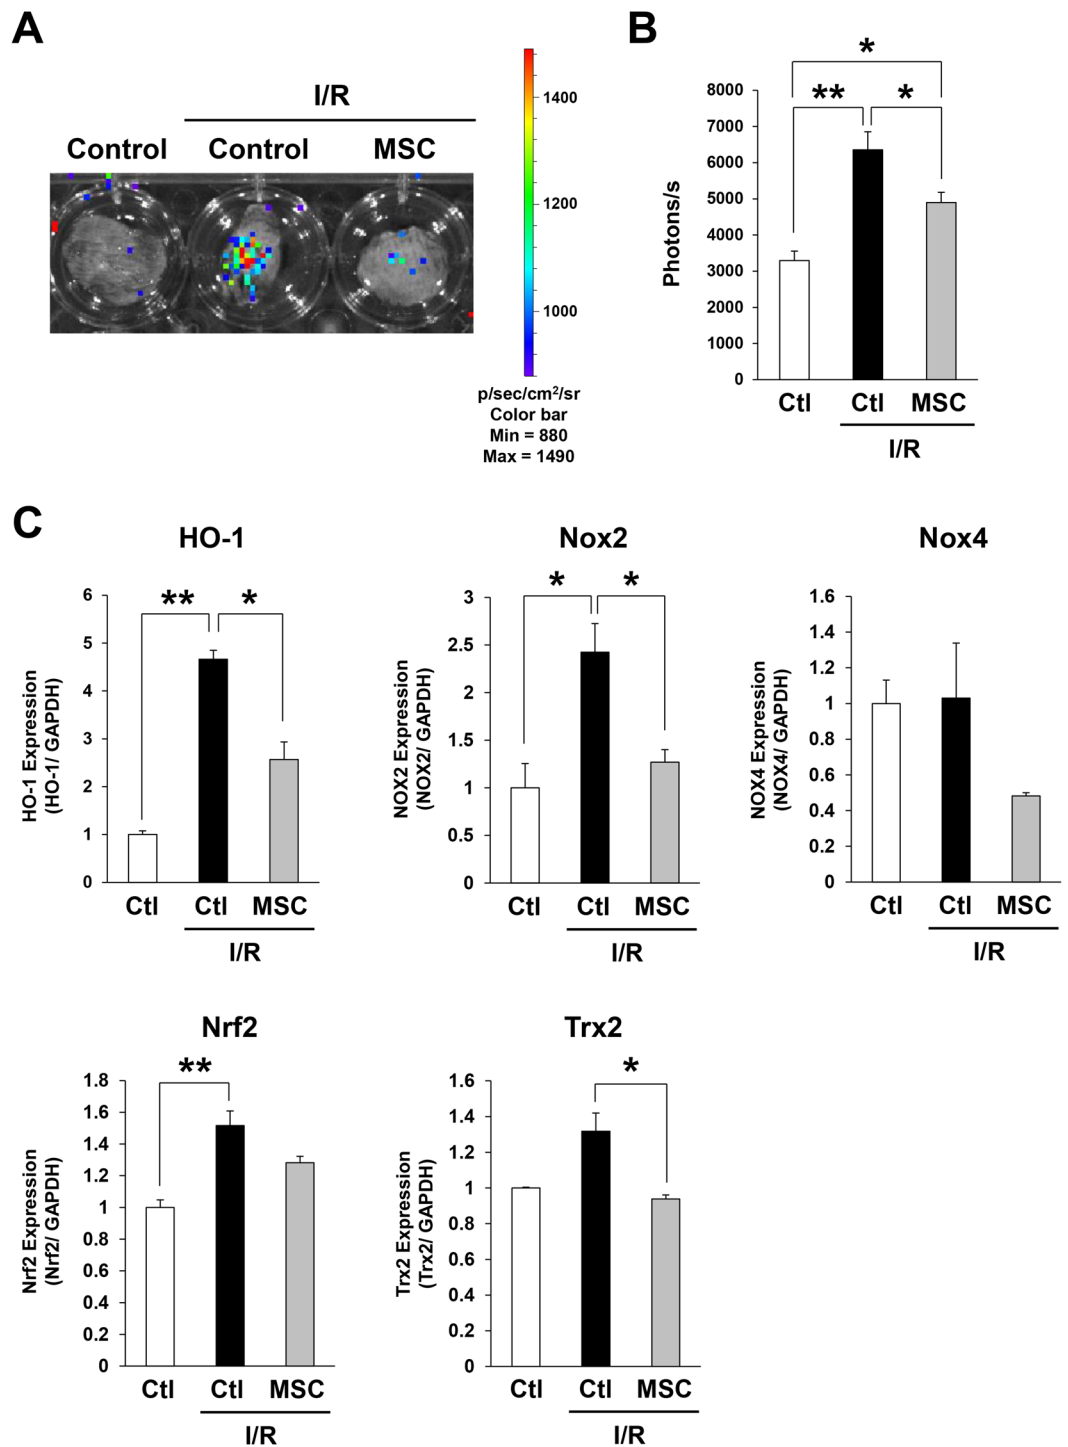 A
I/R
Control
Control
MSC
1400
1200
1000
p/sec/cm²/sr
Color bar
Min = 880
Max = 1490
B
*
** *
Photons/s
8000
7000
6000
5000
4000
3000
2000
1000
0
Ctl
Ctl
MSC
I/R
C
HO-1
** *
HO-1 Expression
(HO-1/ GAPDH)
6
5
4
3
2
1
0
Ctl
Ctl
MSC
I/R
Nox2
* *
NOX2 Expression
(NOX2/ GAPDH)
3
2.5
2
1.5
1
0.5
0
Ctl
Ctl
MSC
I/R
Nox4
NOX4 Expression
(NOX4/ GAPDH)
1.6
1.4
1.2
1
0.8
0.6
0.4
0.2
0
Ctl
Ctl
MSC
I/R
Nrf2
**
Nrf2 Expression
(Nrf2/ GAPDH)
1.8
1.6
1.4
1.2
1
0.8
0.6
0.4
0.2
0
Ctl
Ctl
MSC
I/R
Trx2
*
Trx2 Expression
(Trx2/ GAPDH)
1.6
1.4
1.2
1
0.8
0.6
0.4
0.2
0
Ctl
Ctl
MSC
I/R